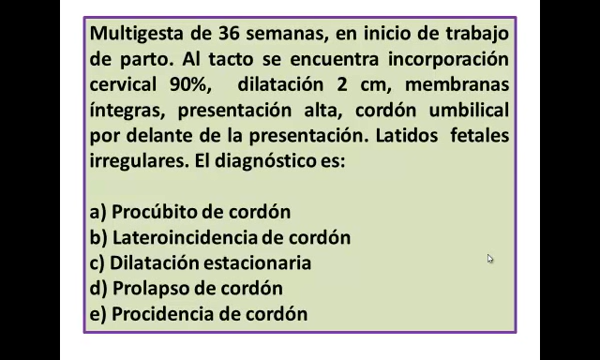 Multigesta de 36 semanas, en inicio de trabajo
de parto. Al tacto se encuentra incorporación
cervical 90%, dilatación 2 cm, membranas
íntegras, presentación alta, cordón umbilical
por delante de la presentación. Latidos fetales
irregulares. El diagnóstico es:
a) Procúbito de cordón
b) Lateroincidencia de cordón
c) Dilatación estacionaria
d) Prolapso de cordón
e) Procidencia de cordón